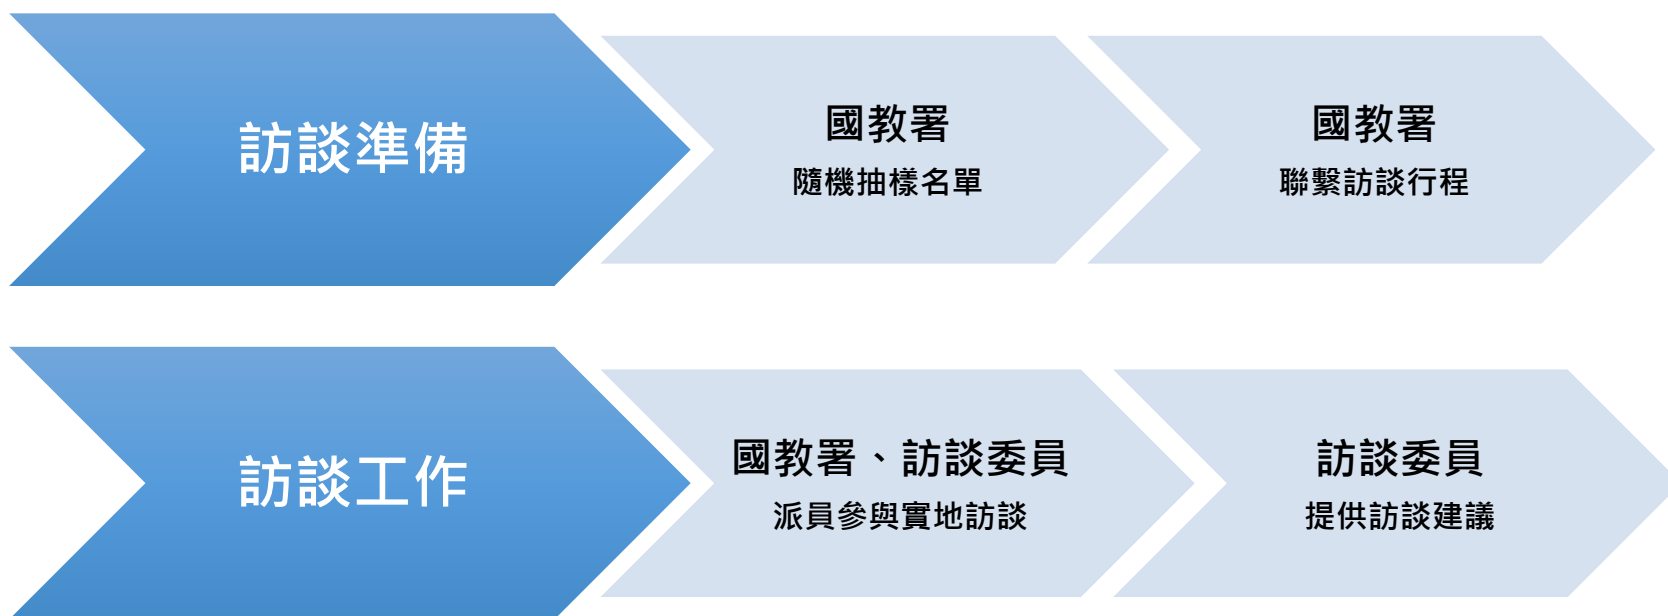 訪談準備
國教署
隨機抽樣名單
國教署
聯繫訪談行程
訪談工作
國教署、訪談委員
派員參與實地訪談
訪談委員
提供訪談建議